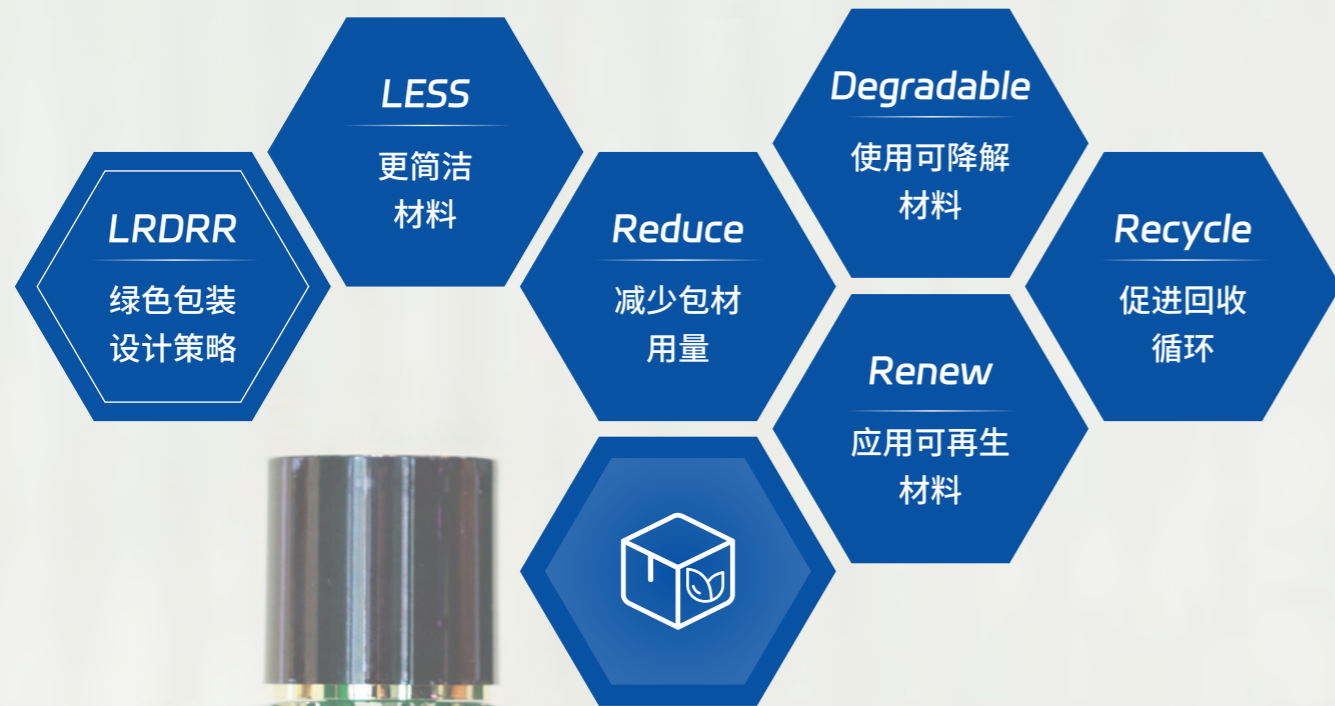 LRDRR
绿色包装
设计策略
LESS
更简洁
材料
Reduce
减少包材
用量
Degradable
使用可降解
材料
Renew
应用可再生
材料
Recycle
促进回收
循环